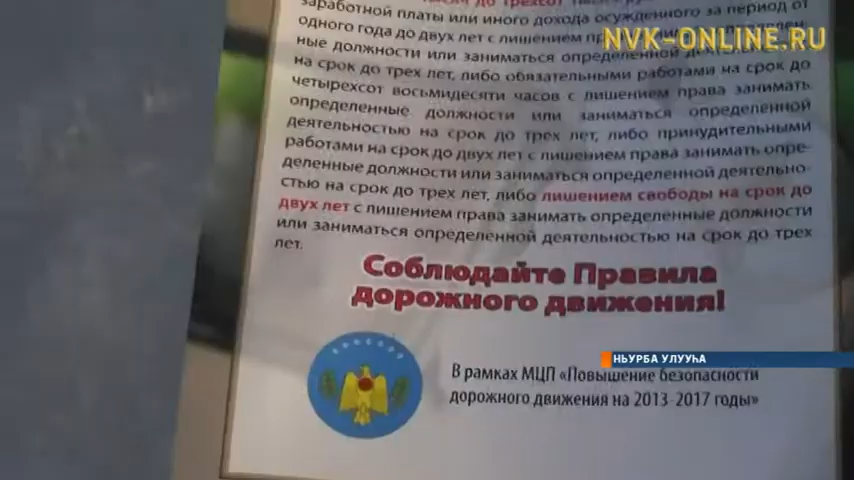 заработной платы или иного дохода осужденного за период от
одного года до двух лет с лишением
NVK-ONLINE.RU
ные должности или заниматься определенной
на срок до трех лет, либо обязательными работами на срок до
четырехсот восьмидесяти часов с лишением права занимать
определенные должности или заниматься определенной
деятельностью на срок до трех лет, либо принудительными
работами на срок до двух лет с лишением права занимать опре-
деленные должности или заниматься определенной деятельно-
стью на срок до трех лет, либо лишением свободы на срок до
двух лет с лишением права занимать определенные должности
или заниматься определенной деятельностью на срок до трех
лет.
Соблюдайте Правила
дорожного движения!
НЬУРБА УЛУУҺА
В рамках МЦП «Повышение безопасности
дорожного движения на 2013-2017 годы»